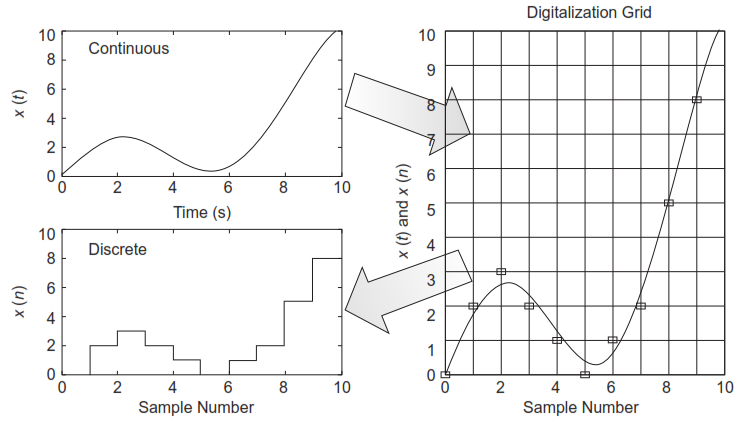 Continuous
10
8
6
4
2
0
x (t)
0 2 4 6 8 10
Time (s)
Discrete
10
8
6
4
2
0
x (n)
0 2 4 6 8 10
Sample Number
Digitalization Grid
10
9
8
7
6
5
4
3
2
1
0
x (t) and x (n)
0 2 4 6 8 10
Sample Number